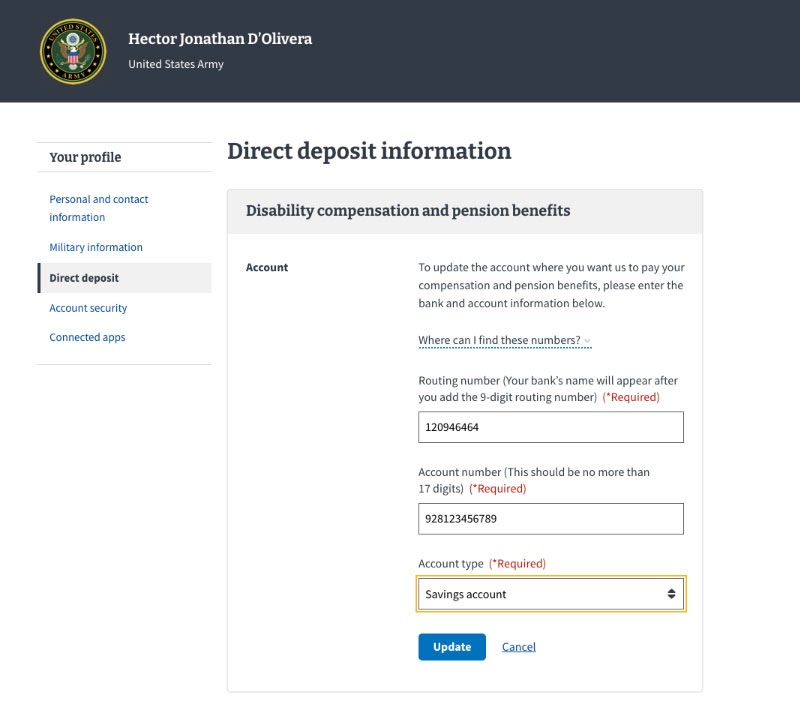 UNITED STATES
ARMY
Hector Jonathan D’Olivera
United States Army
Your profile
Personal and contact
information
Military information
Direct deposit
Account security
Connected apps
Direct deposit information
Disability compensation and pension benefits
Account
To update the account where you want us to pay your
compensation and pension benefits, please enter the
bank and account information below.
Where can I find these numbers?
Routing number (Your bank’s name will appear after
you add the 9-digit routing number) (*Required)
120946464
Account number (This should be no more than
17 digits) (*Required)
928123456789
Account type (*Required)
Savings account
Update Cancel